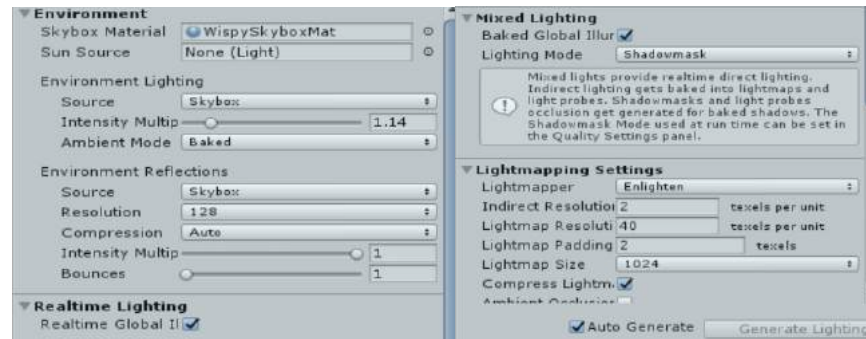 Environment
Skybox Material WispySkyboxMat
Sun Source None (Light)
Environment Lighting
Source Skybox
Intensity Multip 1.14
Ambient Mode Baked
Environment Reflections
Source Skybox
Resolution 128
Compression Auto
Intensity Multip 1
Bounces 1
Realtime Lighting
Realtime Global Il
Mixed Lighting
Baked Global Illur
Lighting Mode Shadowmask
Mixed lights provide realtime direct lighting.
Indirect lighting gets baked into lightmaps and
light probes. Shadowmasks and light probes
occlusion get generated for baked shadows. The
Shadowmask Mode used at run time can be set in
the Quality Settings panel.
Lightmapping Settings
Lightmapper Enlighten
Indirect Resolution 2 texels per unit
Lightmap Resoluti 40 texels per unit
Lightmap Padding 2 texels
Lightmap Size 1024
Compress Lightm
Ambient Occlusion
Auto Generate Generate Lighting